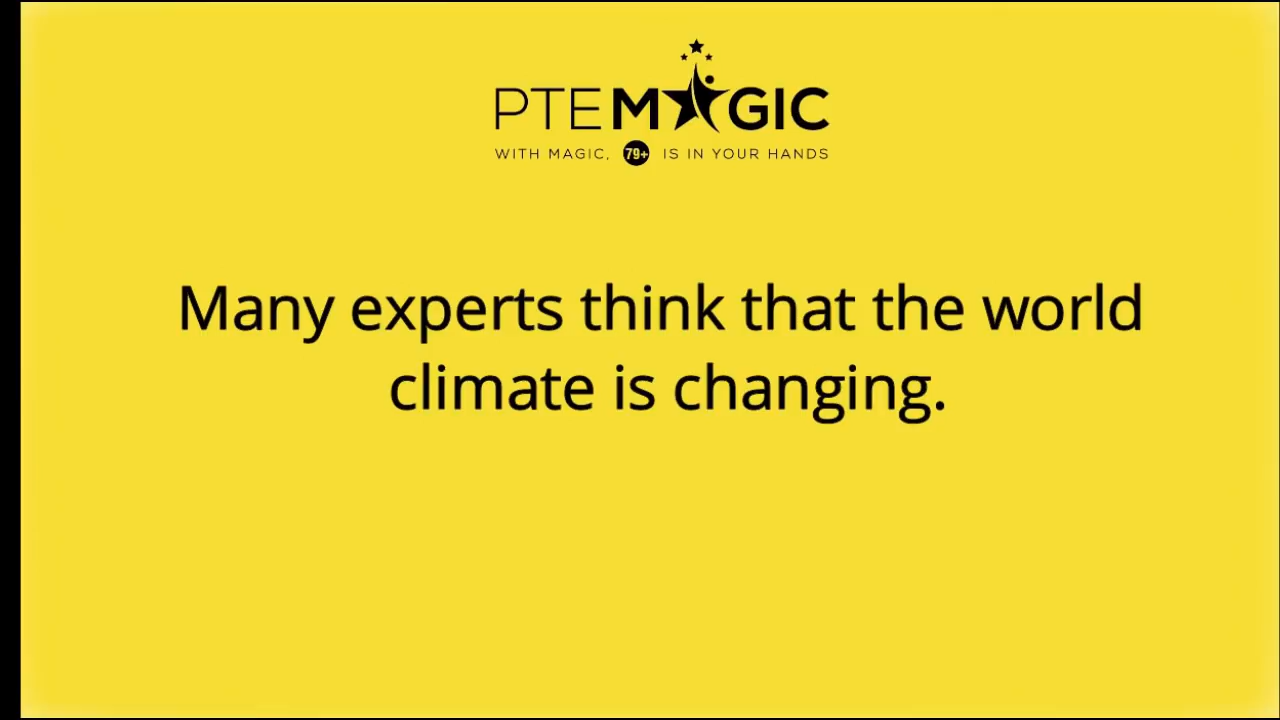 PTEMAGIC
WITH MAGIC, 79+ IS IN YOUR HANDS
Many experts think that the world
climate is changing.